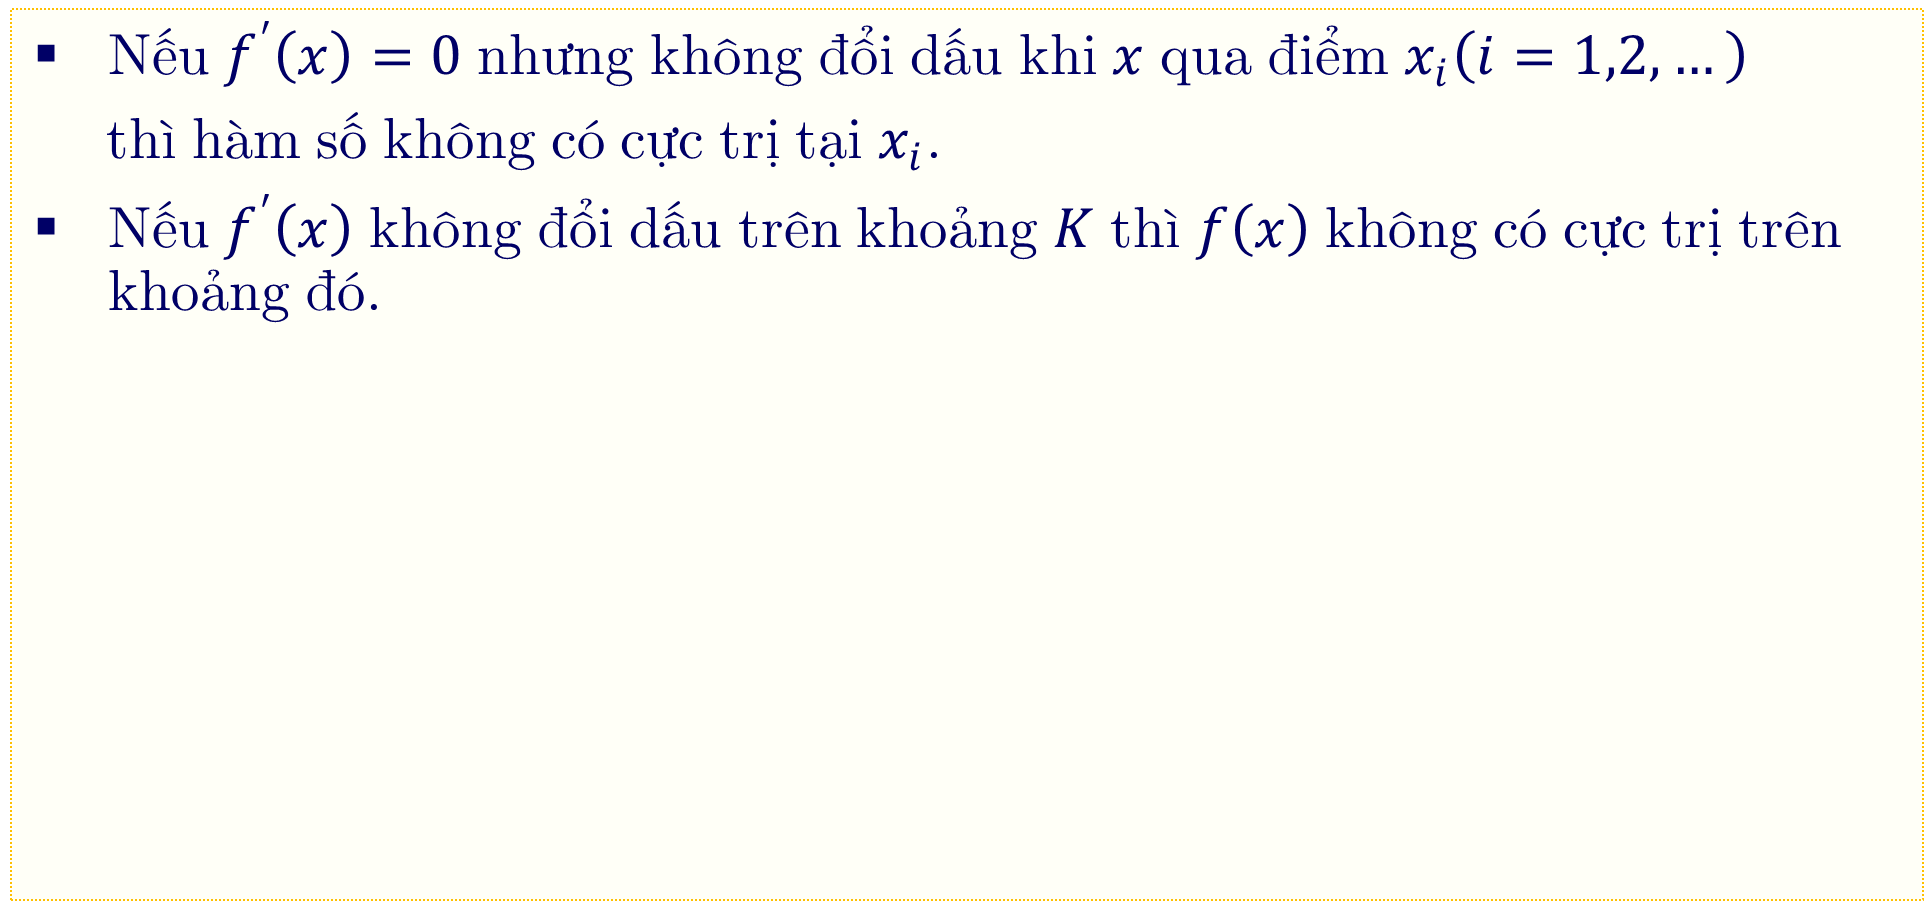 ▪ Nếu f′(x) = 0 nhưng không đổi dấu khi x qua điểm xᵢ(i = 1,2, … )
thì hàm số không có cực trị tại xᵢ.
▪ Nếu f′(x) không đổi dấu trên khoảng K thì f(x) không có cực trị trên
khoảng đó.